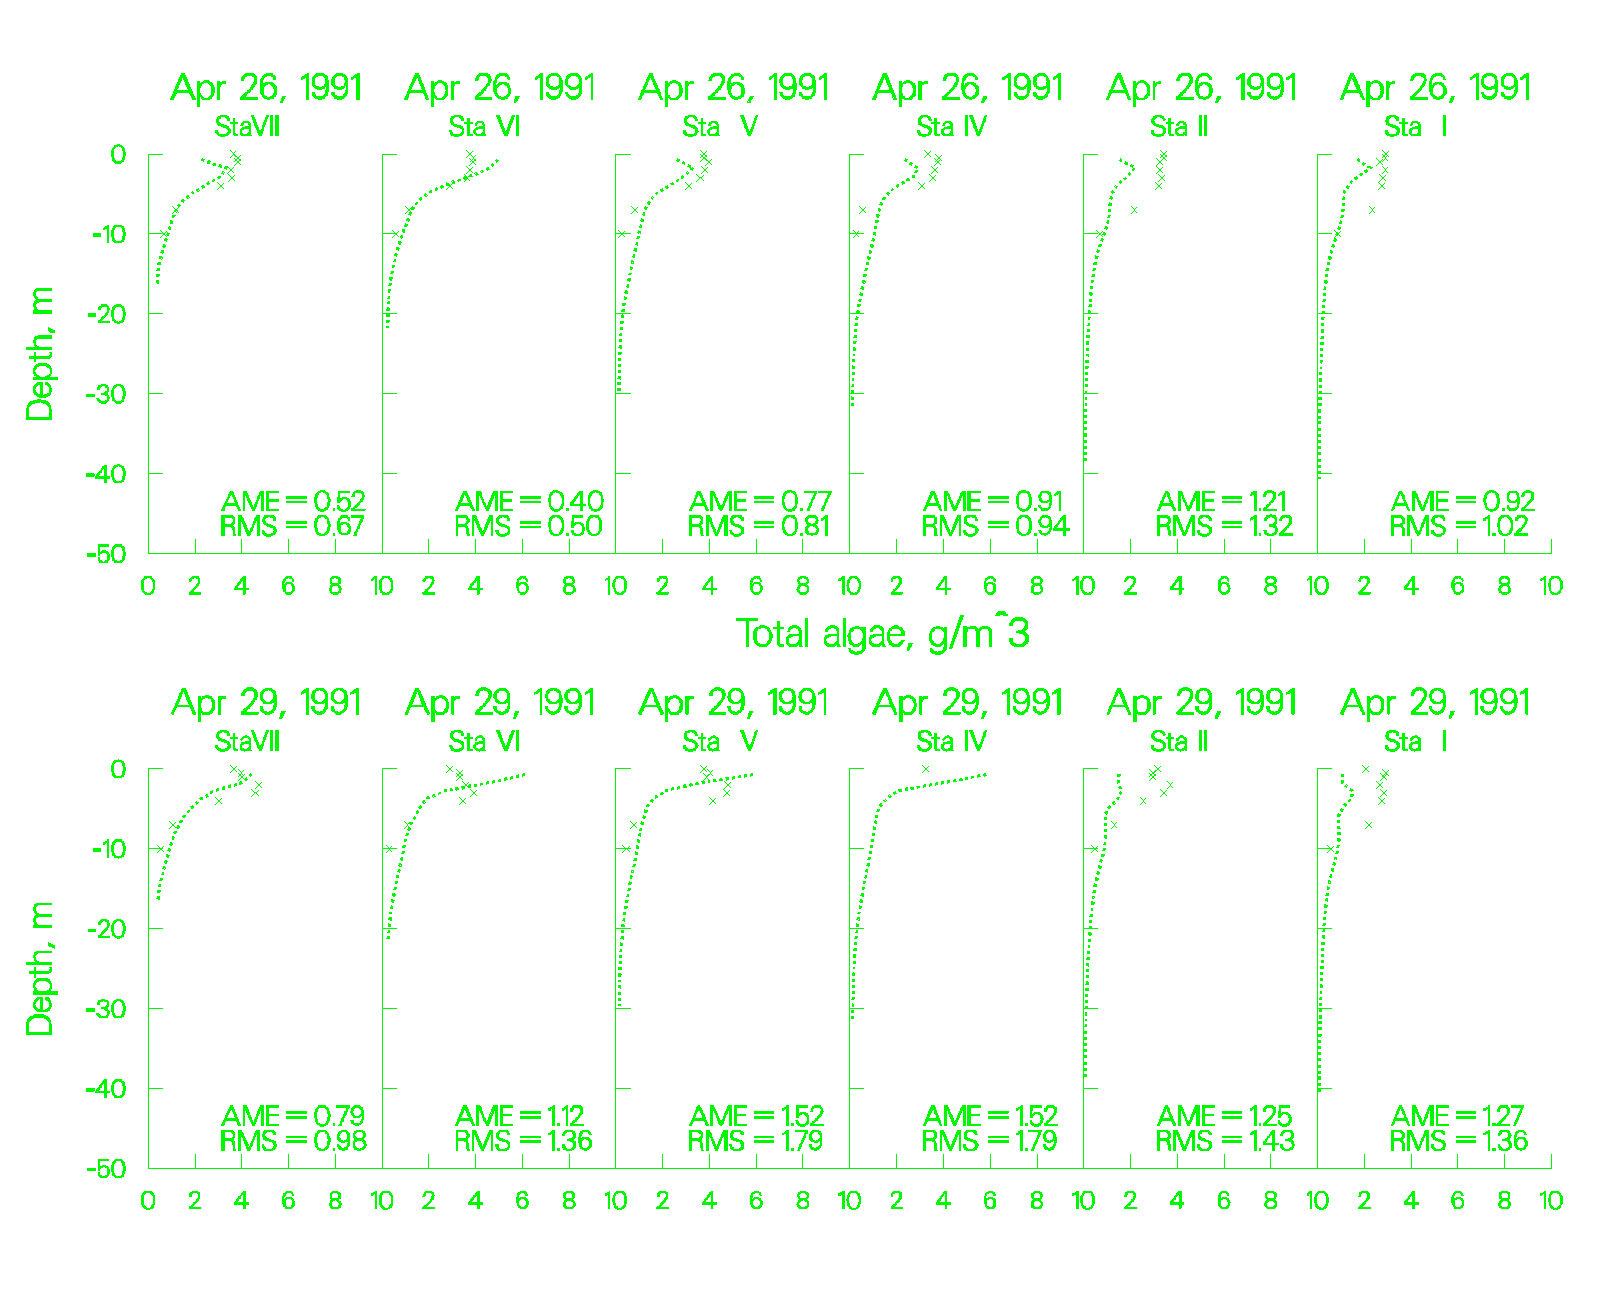 Apr 26, 1991 Apr 26, 1991 Apr 26, 1991 Apr 26, 1991 Apr 26, 1991 Apr 26, 1991
StaVII Sta VI Sta V Sta IV Sta II Sta I
0
-10
-20
-30
-40
-50
Depth, m
AME = 0.52 AME = 0.40 AME = 0.77 AME = 0.91 AME = 1.21 AME = 0.92
RMS = 0.67 RMS = 0.50 RMS = 0.81 RMS = 0.94 RMS = 1.32 RMS = 1.02
0 2 4 6 8 10 2 4 6 8 10 2 4 6 8 10 2 4 6 8 10 2 4 6 8 10 2 4 6 8 10
Total algae, g/m^3
Apr 29, 1991 Apr 29, 1991 Apr 29, 1991 Apr 29, 1991 Apr 29, 1991 Apr 29, 1991
StaVII Sta VI Sta V Sta IV Sta II Sta I
0
-10
-20
-30
-40
-50
Depth, m
AME = 0.79 AME = 1.12 AME = 1.52 AME = 1.52 AME = 1.25 AME = 1.27
RMS = 0.98 RMS = 1.36 RMS = 1.79 RMS = 1.79 RMS = 1.43 RMS = 1.36
0 2 4 6 8 10 2 4 6 8 10 2 4 6 8 10 2 4 6 8 10 2 4 6 8 10 2 4 6 8 10